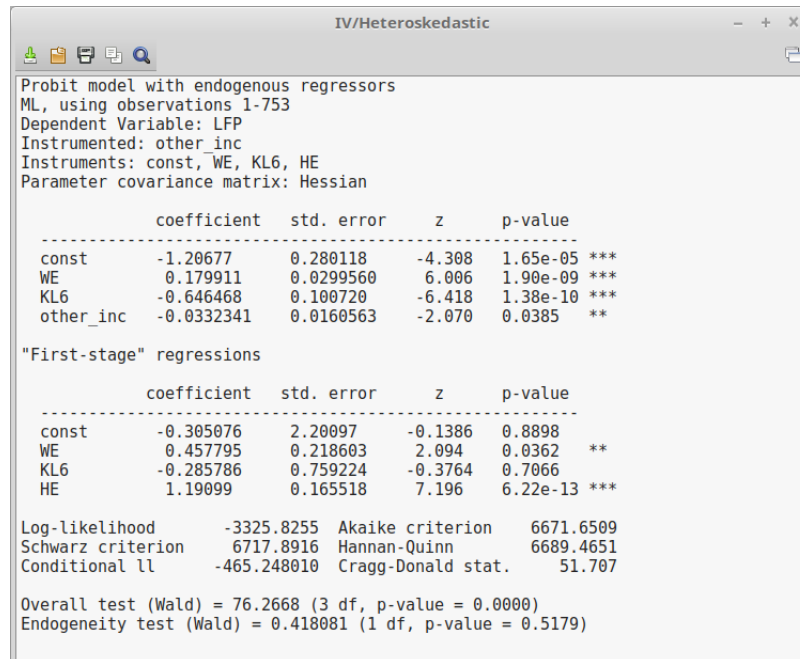 IV/Heteroskedastic
Probit model with endogenous regressors
ML, using observations 1-753
Dependent Variable: LFP
Instrumented: other_inc
Instruments: const, WE, KL6, HE
Parameter covariance matrix: Hessian
coefficient std. error z p-value
---------------------------------------------------------
const -1.20677 0.280118 -4.308 1.65e-05 ***
WE 0.179911 0.0299560 6.006 1.90e-09 ***
KL6 -0.646468 0.100720 -6.418 1.38e-10 ***
other_inc -0.0332341 0.0160563 -2.070 0.0385 **
"First-stage" regressions
coefficient std. error z p-value
---------------------------------------------------------
const -0.305076 2.20097 -0.1386 0.8898
WE 0.457795 0.218603 2.094 0.0362 **
KL6 -0.285786 0.759224 -0.3764 0.7066
HE 1.19099 0.165518 7.196 6.22e-13 ***
Log-likelihood -3325.8255 Akaike criterion 6671.6509
Schwarz criterion 6717.8916 Hannan-Quinn 6689.4651
Conditional ll -465.248010 Cragg-Donald stat. 51.707
Overall test (Wald) = 76.2668 (3 df, p-value = 0.0000)
Endogeneity test (Wald) = 0.418081 (1 df, p-value = 0.5179)